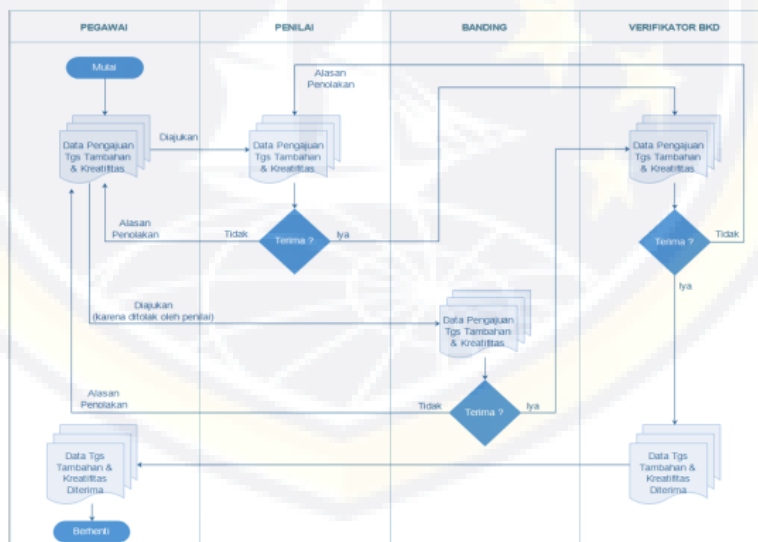 PEGAWAI
PENILAI
BANDING
VERIFIKATOR BKD
Mulai
Alasan
Penolakan
Data Pengajuan
Tgs Tambahan
& Kreatifitas
Diajukan
Data Pengajuan
Tgs Tambahan
& Kreatifitas
Data Pengajuan
Tgs Tambahan
& Kreatifitas
Alasan
Penolakan
Tidak
Terima ?
Iya
Terima ?
Tidak
Iya
Diajukan
(karena ditolak oleh penilai)
Data Pengajuan
Tgs Tambahan
& Kreatifitas
Alasan
Penolakan
Tidak
Terima ?
Iya
Data Tgs
Tambahan &
Kreatifitas
Diterima
Data Tgs
Tambahan &
Kreatifitas
Diterima
Berhenti